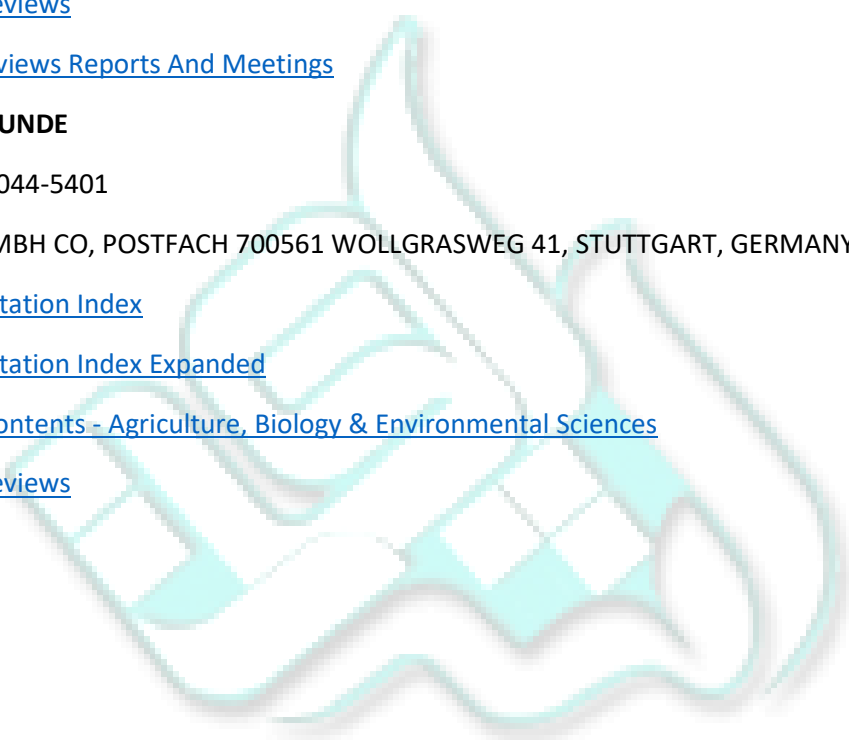 eviews
views Reports And Meetings
UNDE
044-5401
MBH CO, POSTFACH 700561 WOLLGRASWEG 41, STUTTGART, GERMANY
tation Index
tation Index Expanded
ontents - Agriculture, Biology & Environmental Sciences
eviews